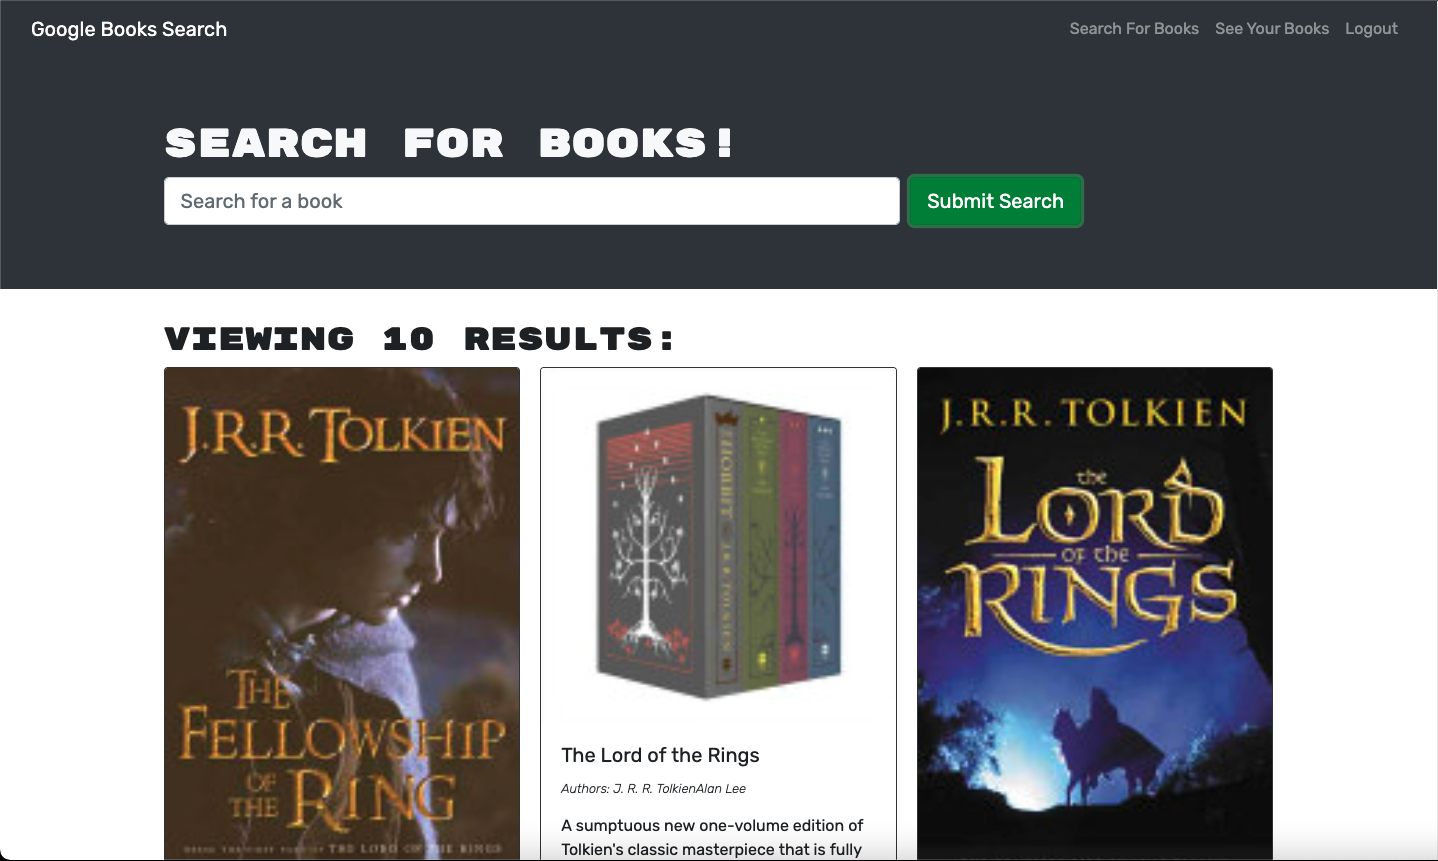 Google Books Search
Search For Books See Your Books Logout
SEARCH FOR BOOKS!
Search for a book
Submit Search
VIEWING 10 RESULTS:
J.R.R. TOLKIEN
THE
FELLOWSHIP
OF
THE RING
THE LORD OF THE RINGS
HOBBIT
J.R.R. TOLKIEN
The Lord of the Rings
Authors: J. R. R. TolkienAlan Lee
A sumptuous new one-volume edition of
Tolkien's classic masterpiece that is fully
J.R.R. TOLKIEN
the
LORD
OF the
RINGS